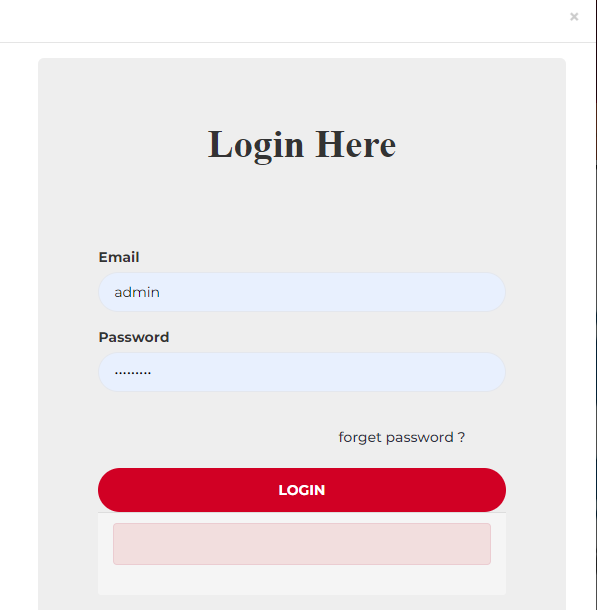 ×
Login Here
Email
admin
Password
·········
forget password ?
LOGIN